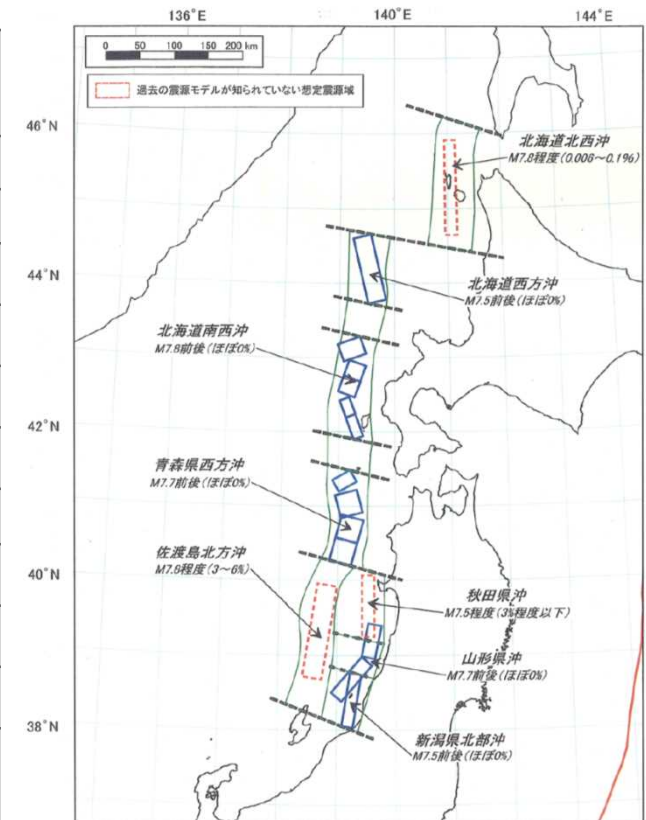 136°E 140°E 144°E
0 50 100 150 200 km
過去の震源モデルが知られていない想定震源域
46°N
北海道北西沖
M7.8程度(0.006～0.1%)
44°N
北海道西方沖
M7.5前後(ほぼ0%)
北海道南西沖
M7.8前後(ほぼ0%)
42°N
青森県西方沖
M7.7前後(ほぼ0%)
佐渡島北方沖
M7.8程度(3～6%)
40°N
秋田県沖
M7.5程度(3%程度以下)
山形県沖
M7.7前後(ほぼ0%)
38°N
新潟県北部沖
M7.5前後(ほぼ0%)